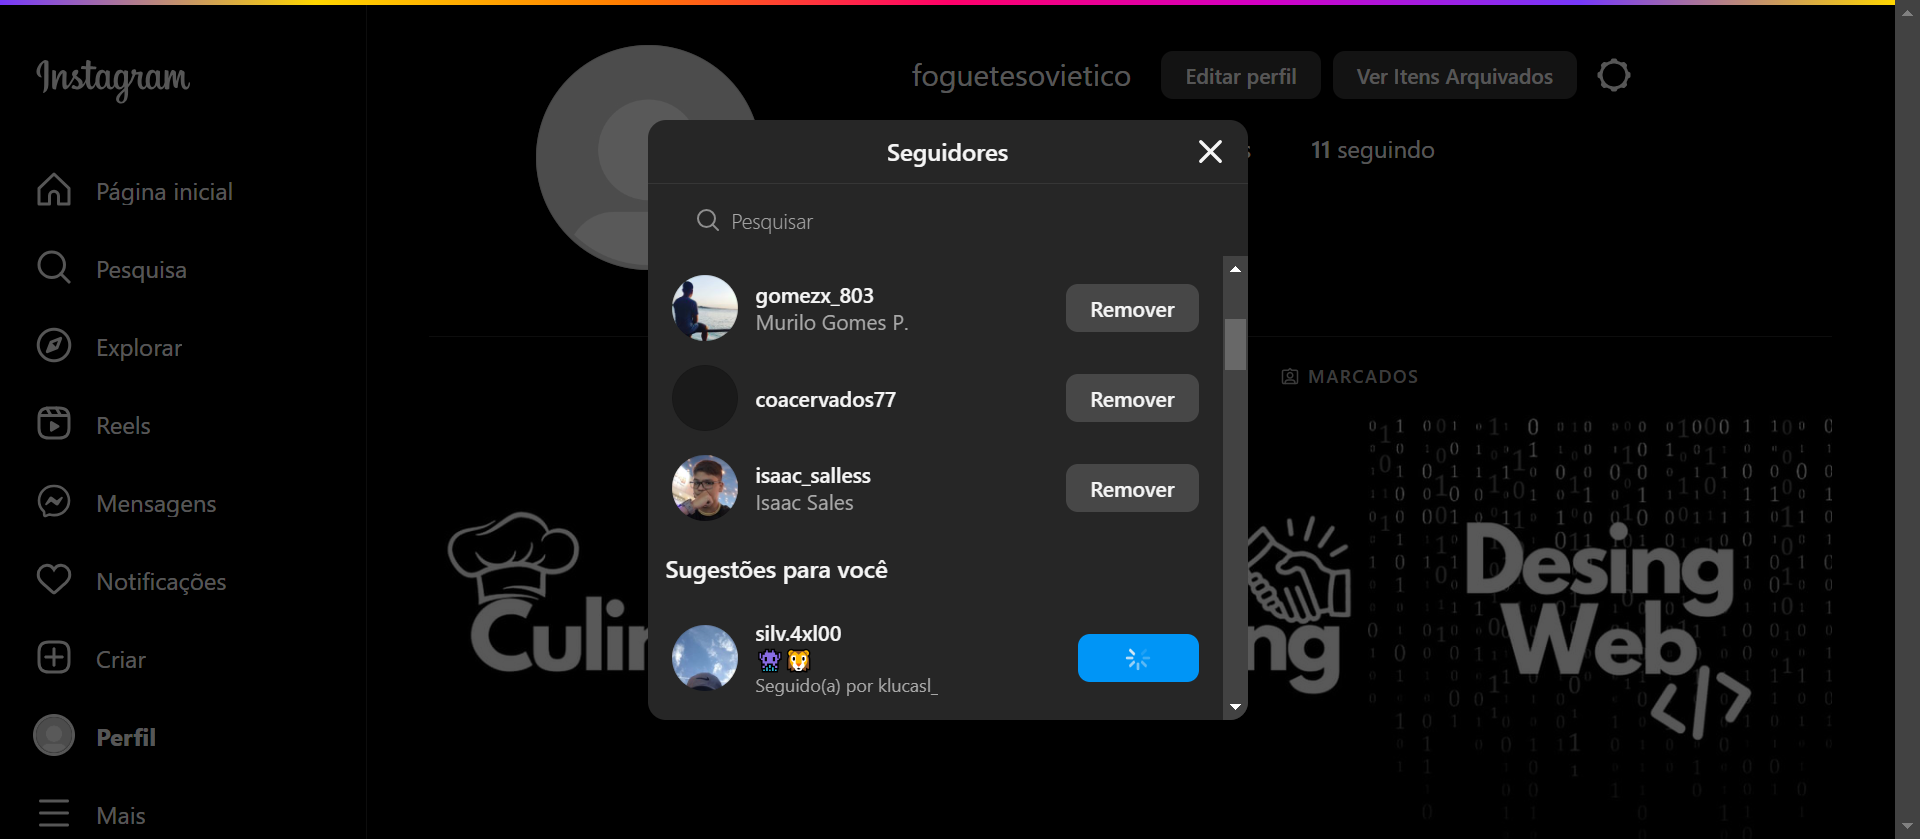 Instagram
Página inicial
Pesquisa
Explorar
Reels
Mensagens
Notificações
Criar
Perfil
Mais
foguetesovietico
Editar perfil
Ver Itens Arquivados
11 seguindo
Seguidores
Pesquisar
gomezx_803
Murilo Gomes P.
Remover
coacervados77
Remover
isaac_salless
Isaac Sales
Remover
Sugestões para você
silv.4xl00
Seguido(a) por klucasl_
MARCADOS
Desing
Web
</>